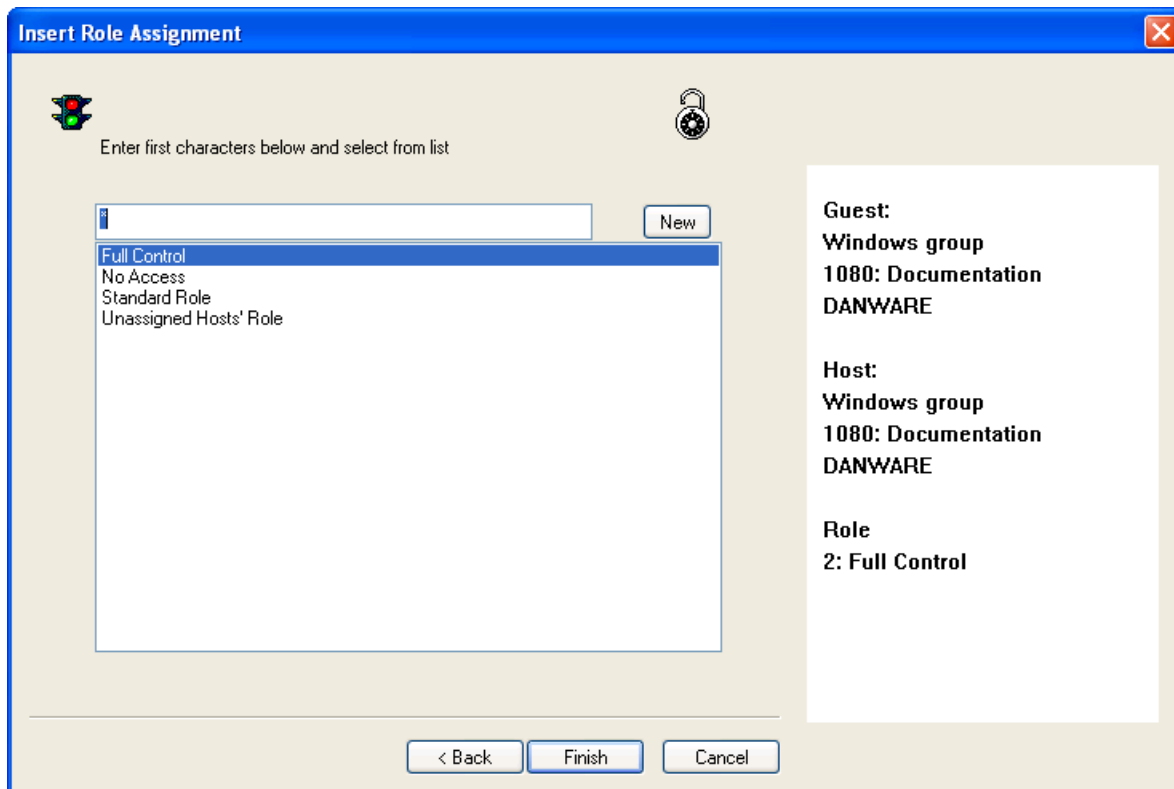 Insert Role Assignment
Enter first characters below and select from list
*
New
Full Control
No Access
Standard Role
Unassigned Hosts' Role
Guest:
Windows group
1080: Documentation
DANWARE
Host:
Windows group
1080: Documentation
DANWARE
Role
2: Full Control
< Back
Finish
Cancel